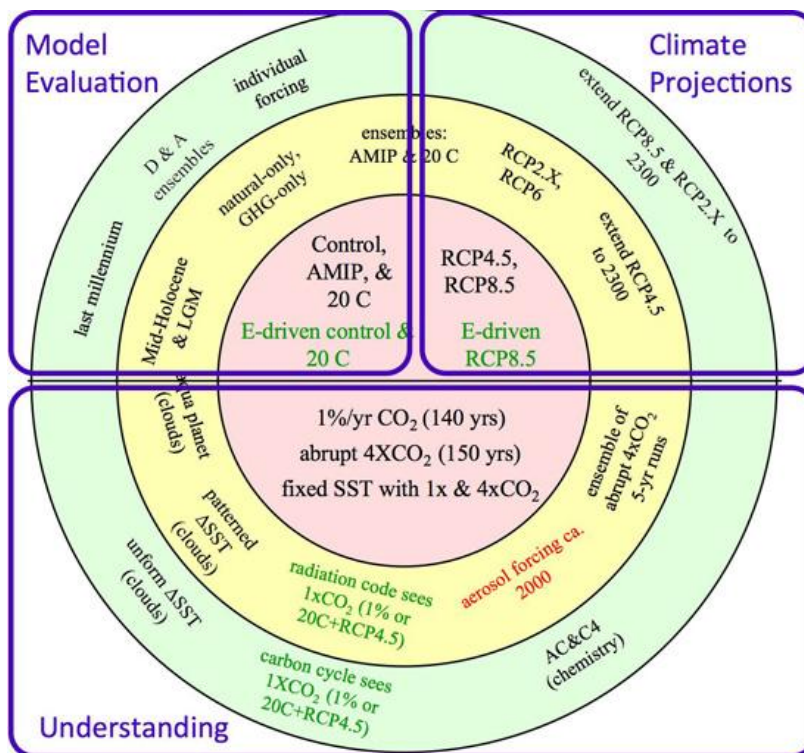 Model
Evaluation
Climate
Projections
individual
forcing
D & A
ensembles
last millennium
extend RCP8.5 & RCP2.X to
2300
ensembles:
AMIP & 20 C
natural-only,
GHG-only
Mid-Holocene
& LGM
RCP2.X,
RCP6
extend RCP4.5
to 2300
Control,
AMIP, &
20 C
E-driven control &
20 C
RCP4.5,
RCP8.5
E-driven
RCP8.5
1%/yr CO₂ (140 yrs)
abrupt 4XCO₂ (150 yrs)
fixed SST with 1x & 4xCO₂
aqua planet
(clouds)
patterned
ΔSST
(clouds)
unform ΔSST
(clouds)
radiation code sees
1xCO₂ (1% or
20C+RCP4.5)
carbon cycle sees
1XCO₂ (1% or
20C+RCP4.5)
aerosol forcing ca.
2000
ensemble of
abrupt 4xCO₂
5-yr runs
AC&C4
(chemistry)
Understanding